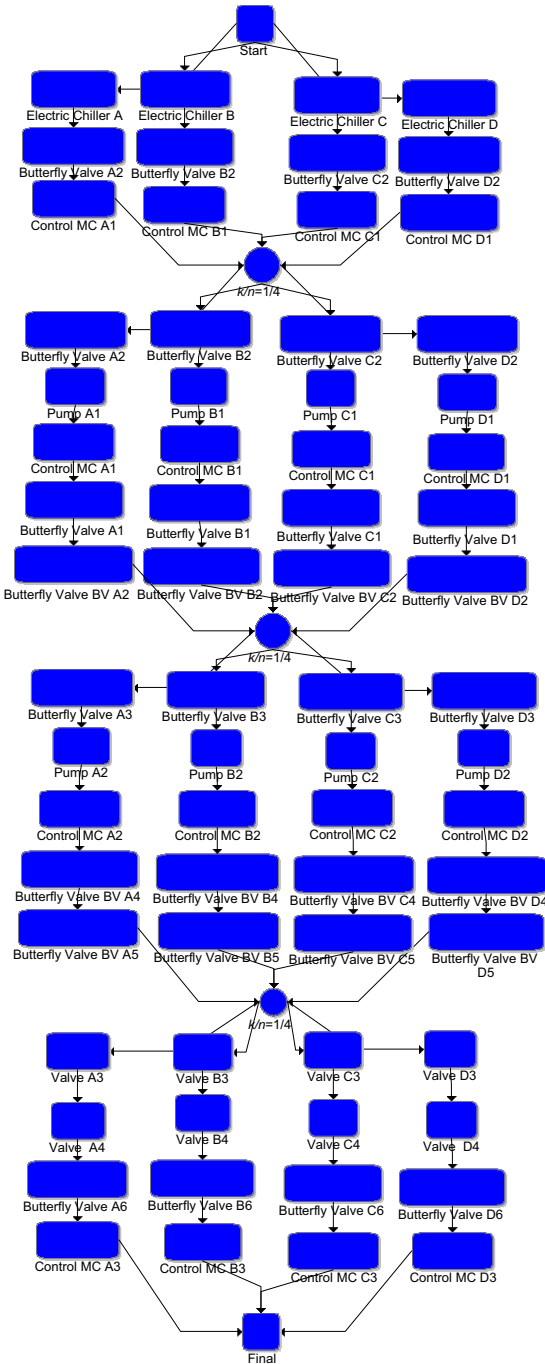 Start
Electric Chiller A
Electric Chiller B
Electric Chiller C
Electric Chiller D
Butterfly Valve A2
Butterfly Valve B2
Butterfly Valve C2
Butterfly Valve D2
Control MC A1
Control MC B1
Control MC C1
Control MC D1
k/n=1/4
Butterfly Valve A2
Butterfly Valve B2
Butterfly Valve C2
Butterfly Valve D2
Pump A1
Pump B1
Pump C1
Pump D1
Control MC A1
Control MC B1
Control MC C1
Control MC D1
Butterfly Valve A1
Butterfly Valve B1
Butterfly Valve C1
Butterfly Valve D1
Butterfly Valve BV A2
Butterfly Valve BV B2
Butterfly Valve BV C2
Butterfly Valve BV D2
k/n=1/4
Butterfly Valve A3
Butterfly Valve B3
Butterfly Valve C3
Butterfly Valve D3
Pump A2
Pump B2
Pump C2
Pump D2
Control MC A2
Control MC B2
Control MC C2
Control MC D2
Butterfly Valve BV A4
Butterfly Valve BV B4
Butterfly Valve BV C4
Butterfly Valve BV D4
Butterfly Valve BV A5
Butterfly Valve BV B5
Butterfly Valve BV C5
Butterfly Valve BV
D5
k/n=1/4
Valve A3
Valve B3
Valve C3
Valve D3
Valve A4
Valve B4
Valve C4
Valve D4
Butterfly Valve A6
Butterfly Valve B6
Butterfly Valve C6
Butterfly Valve D6
Control MC A3
Control MC B3
Control MC C3
Control MC D3
Final